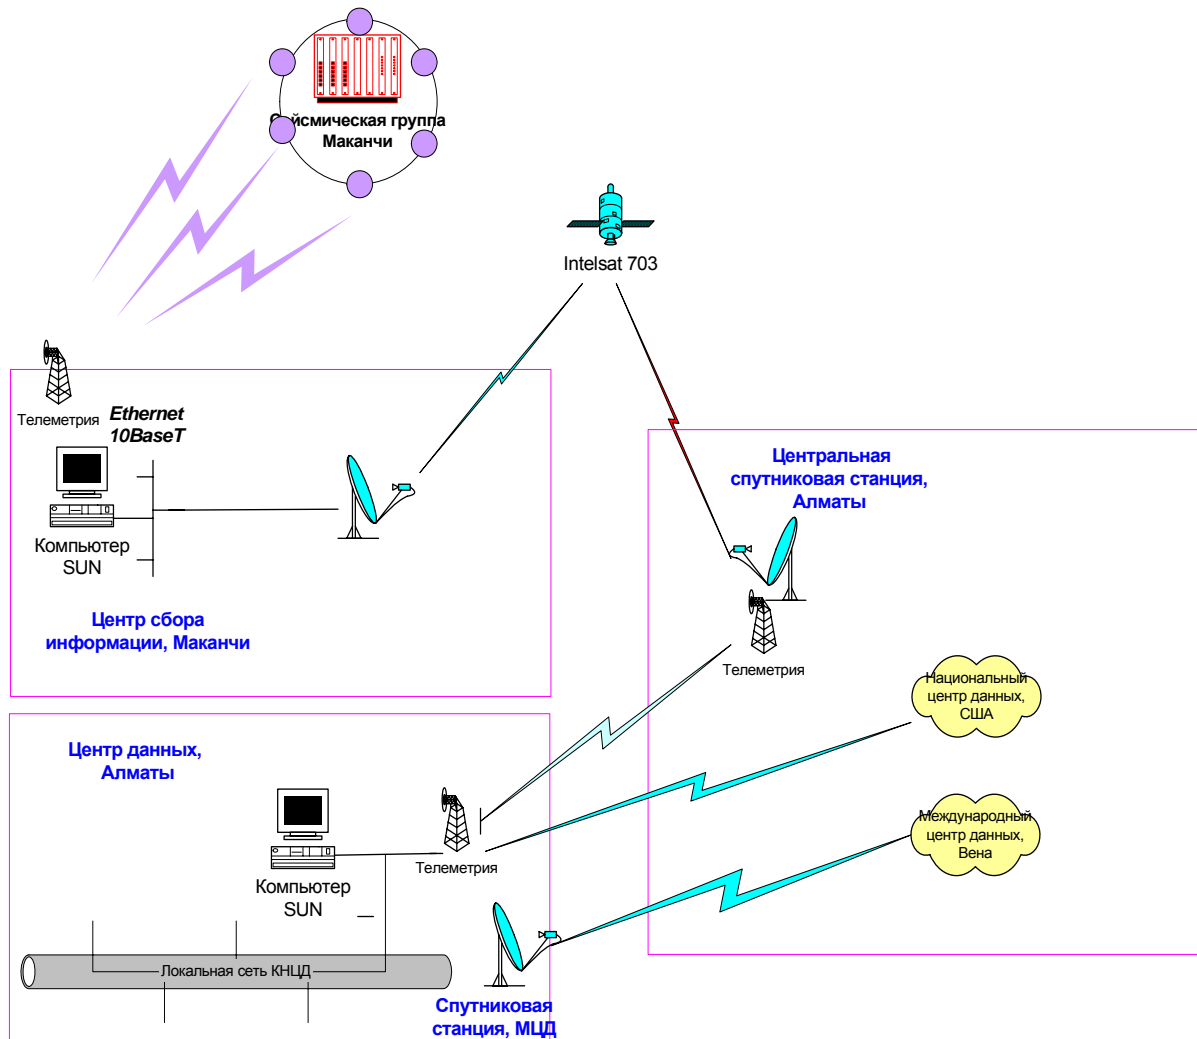 Сейсмическая группа
Маканчи
Intelsat 703
Телеметрия
Ethernet
10BaseT
Компьютер
SUN
Центр сбора
информации, Маканчи
Центральная
спутниковая станция,
Алматы
Телеметрия
Национальный
центр данных,
США
Международный
центр данных,
Вена
Центр данных,
Алматы
Телеметрия
Компьютер
SUN
Локальная сеть КНЦД
Спутниковая
станция, МЦД